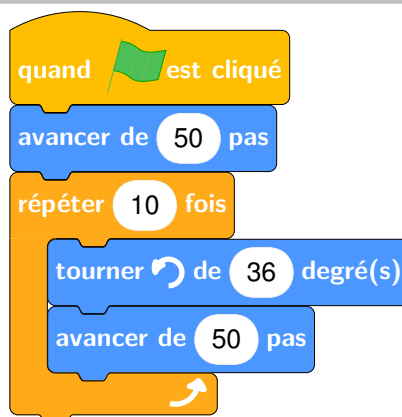 quand est cliqué
avancer de 50 pas
répéter 10 fois
tourner de 36 degré(s)
avancer de 50 pas